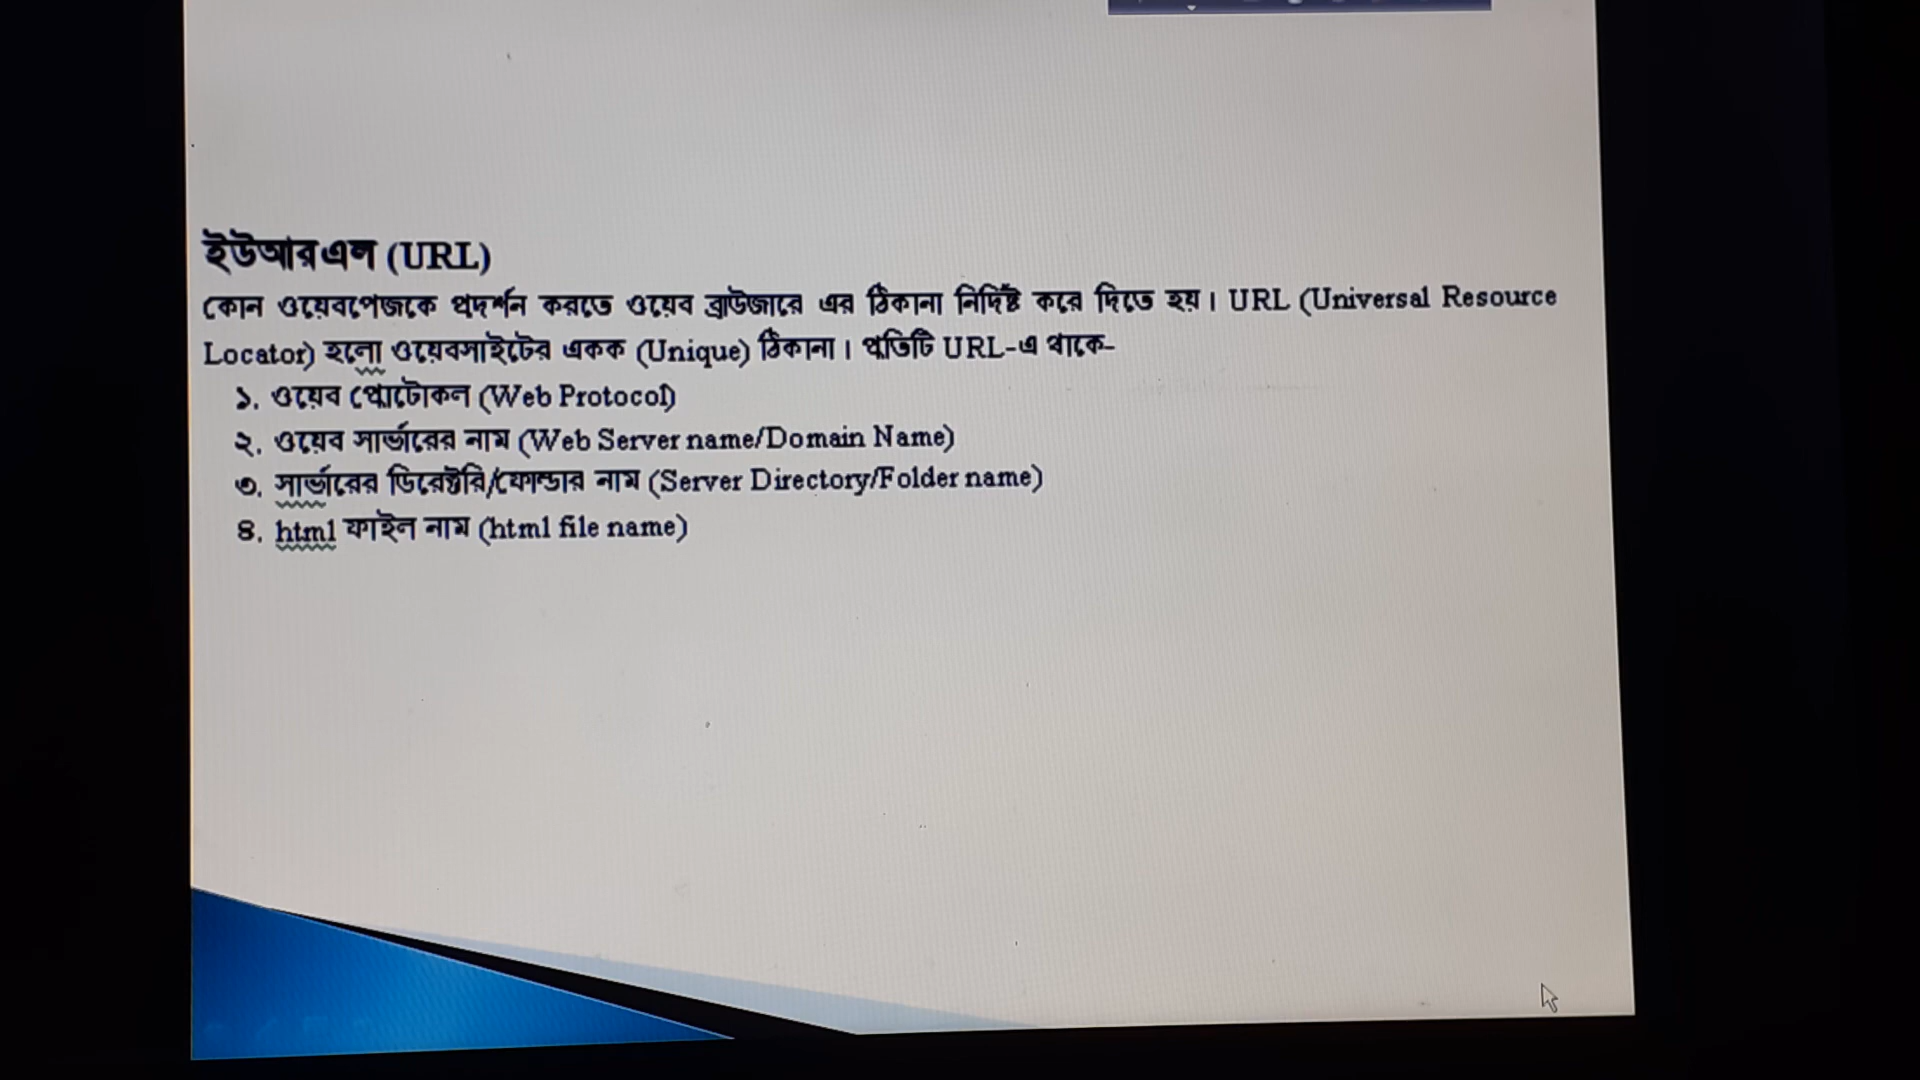 ইউআরএল (URL)
কোন ওয়েবপেজকে প্রদর্শন করতে ওয়েব ব্রাউজারে এর ঠিকানা নির্দিষ্ট করে দিতে হয়। URL (Universal Resource
Locator) হলো ওয়েবসাইটের একক (Unique) ঠিকানা। প্রতিটি URL-এ থাকে-
১. ওয়েব প্রোটোকল (Web Protocol)
২. ওয়েব সার্ভারের নাম (Web Server name/Domain Name)
৩. সার্ভারের ডিরেক্টরি/ফোল্ডার নাম (Server Directory/Folder name)
৪. html ফাইল নাম (html file name)